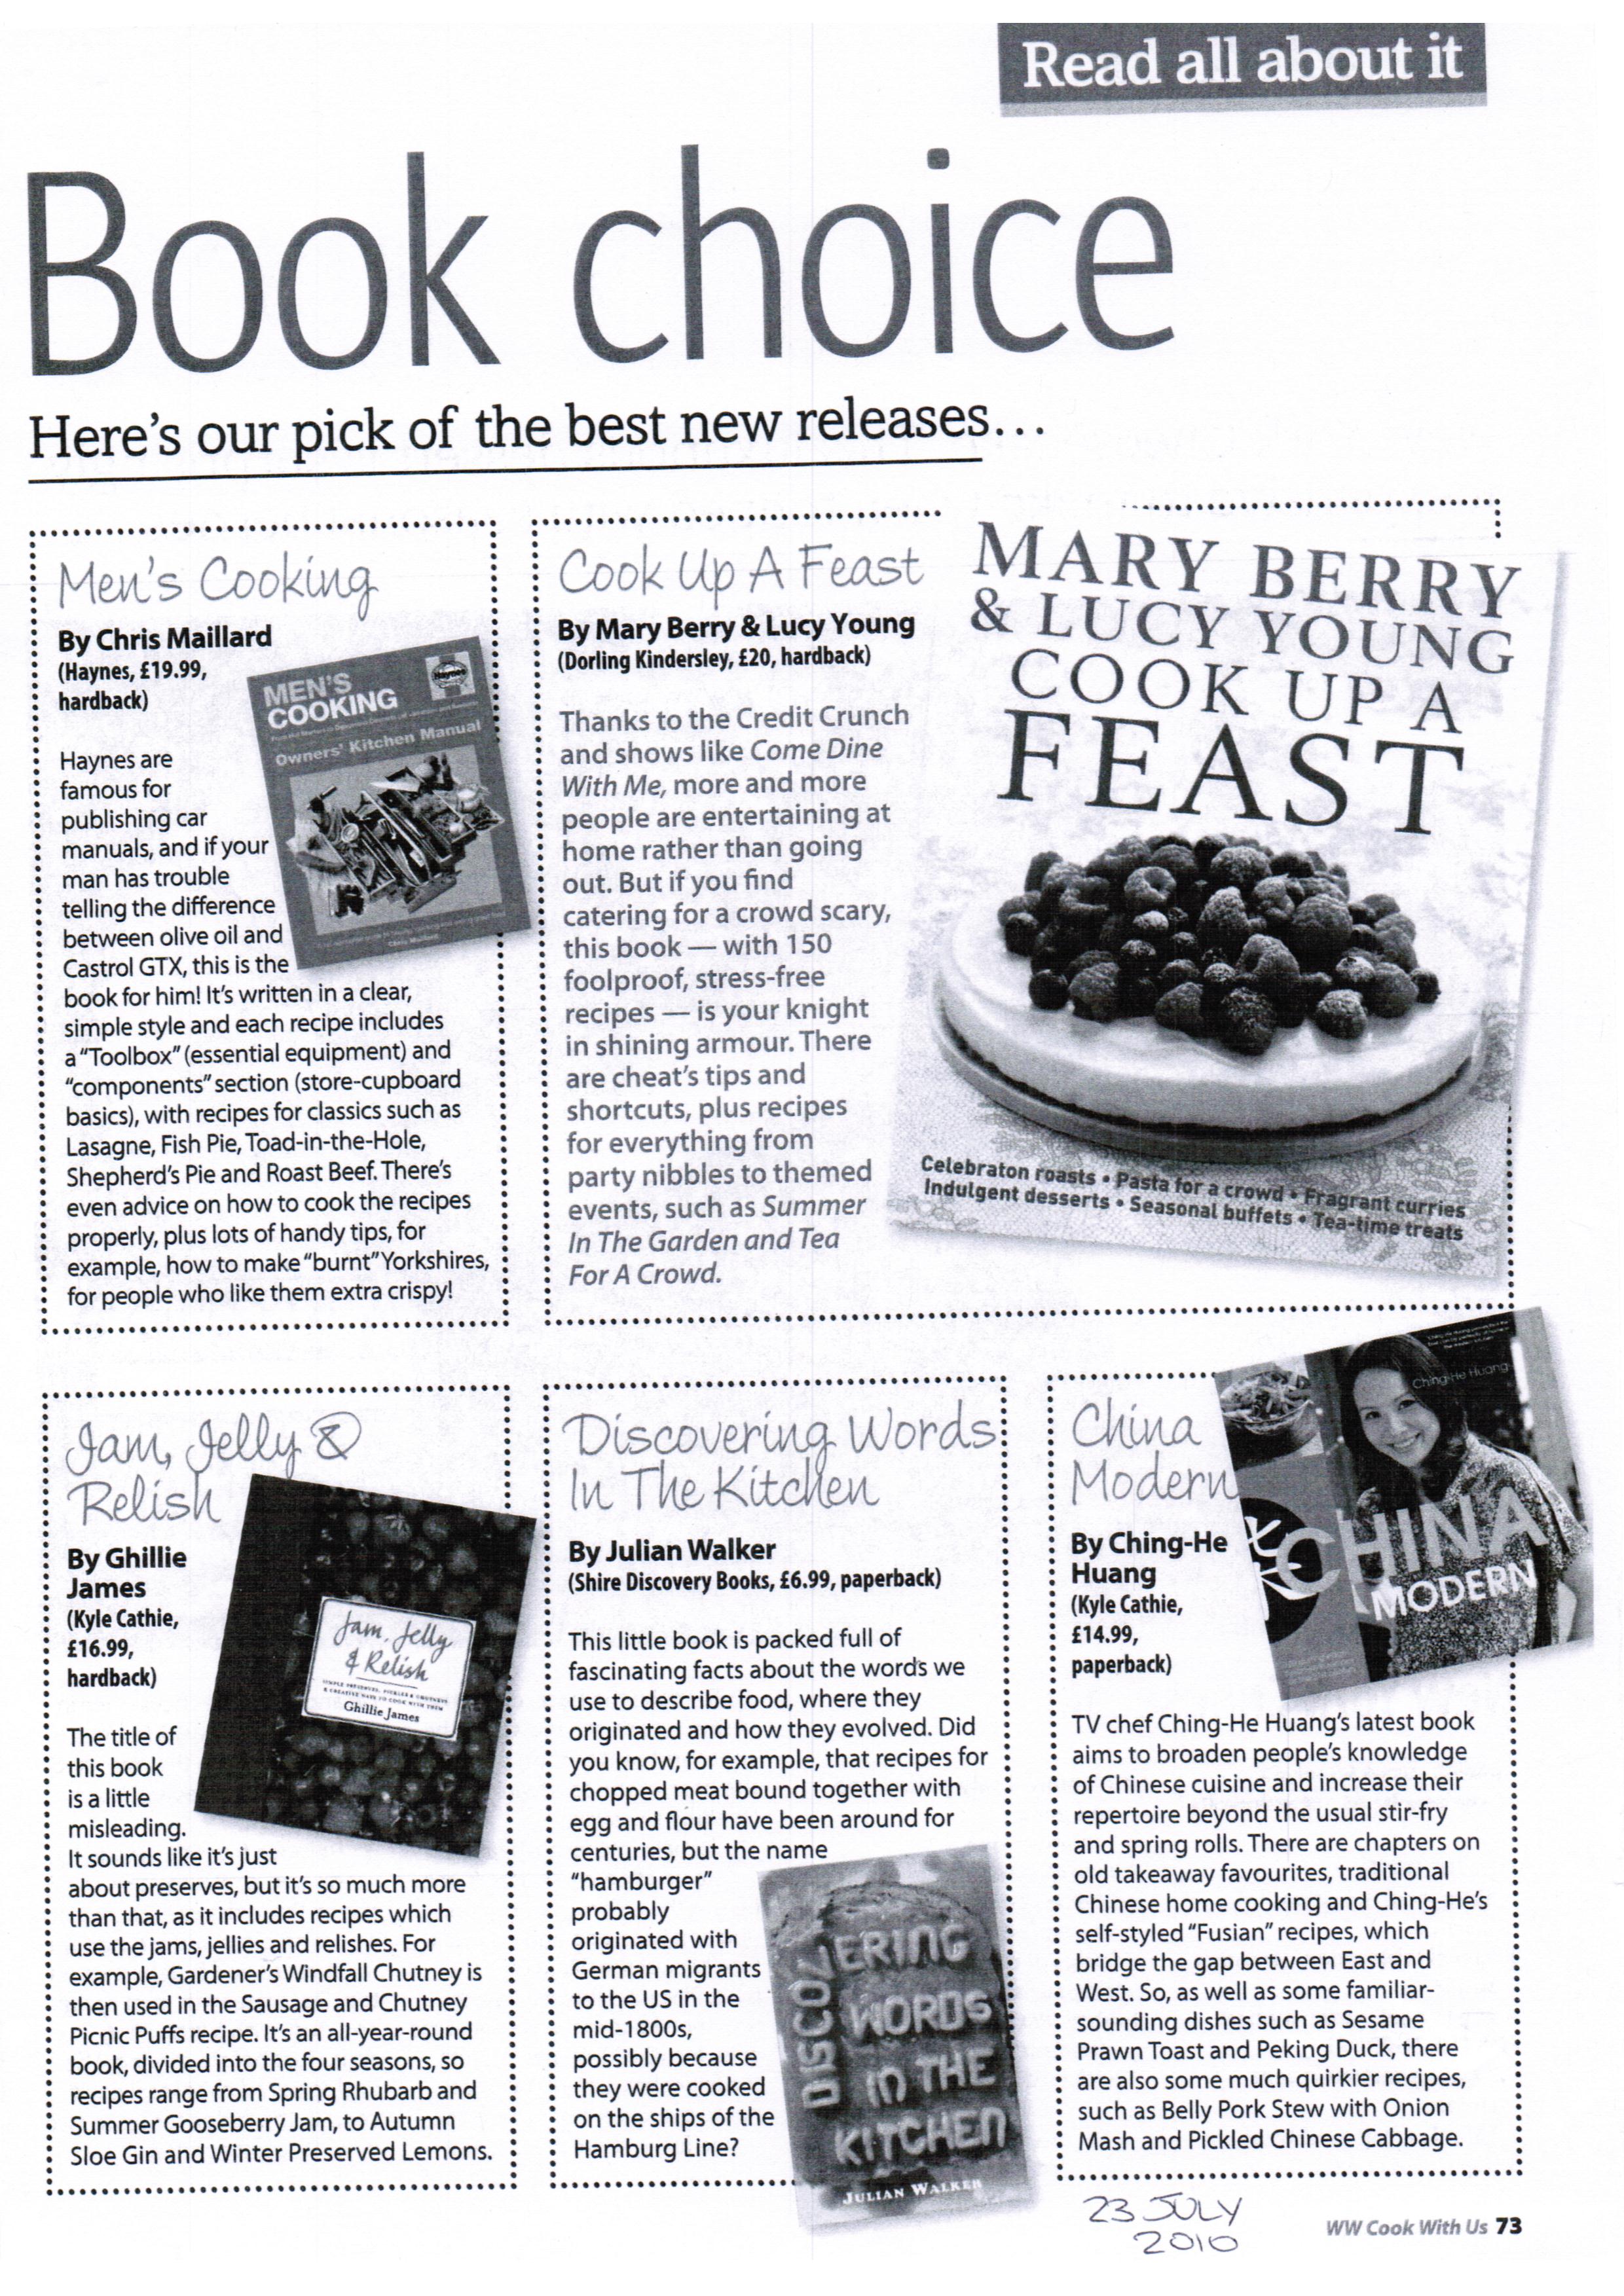 Read all about it
Book choice
Here's our pick of the best new releases...
Men's Cooking
By Chris Maillard
(Haynes, £19.99,
hardback)
Haynes are
famous for
publishing car
manuals, and if your
man has trouble
telling the difference
between olive oil and
Castrol GTX, this is the
book for him! It's written in a clear,
simple style and each recipe includes
a "Toolbox" (essential equipment) and
"components" section (store-cupboard
basics), with recipes for classics such as
Lasagne, Fish Pie, Toad-in-the-Hole,
Shepherd's Pie and Roast Beef. There's
even advice on how to cook the recipes
properly, plus lots of handy tips, for
example, how to make "burnt" Yorkshires,
for people who like them extra crispy!
MEN'S
COOKING
Haynes
Owners' Kitchen Manual
Cook Up A Feast
By Mary Berry & Lucy Young
(Dorling Kindersley, £20, hardback)
Thanks to the Credit Crunch
and shows like Come Dine
With Me, more and more
people are entertaining at
home rather than going
out. But if you find
catering for a crowd scary,
this book — with 150
foolproof, stress-free
recipes — is your knight
in shining armour. There
are cheat's tips and
shortcuts, plus recipes
for everything from
party nibbles to themed
events, such as Summer
In The Garden and Tea
For A Crowd.
MARY BERRY
& LUCY YOUNG
COOK UP A
FEAST
Celebraton roasts • Pasta for a crowd • Fragrant curries
Indulgent desserts • Seasonal buffets • Tea-time treats
Jam, Jelly &
Relish
By Ghillie
James
(Kyle Cathie,
£16.99,
hardback)
The title of
this book
is a little
misleading.
It sounds like it's just
about preserves, but it's so much more
than that, as it includes recipes which
use the jams, jellies and relishes. For
example, Gardener's Windfall Chutney is
then used in the Sausage and Chutney
Picnic Puffs recipe. It's an all-year-round
book, divided into the four seasons, so
recipes range from Spring Rhubarb and
Summer Gooseberry Jam, to Autumn
Sloe Gin and Winter Preserved Lemons.
Jam, Jelly
& Relish
SIMPLE PRESERVES, PICKLES & CHUTNEYS
& CREATIVE WAYS TO COOK WITH THEM
Ghillie James
Discovering Words
In The Kitchen
By Julian Walker
(Shire Discovery Books, £6.99, paperback)
This little book is packed full of
fascinating facts about the words we
use to describe food, where they
originated and how they evolved. Did
you know, for example, that recipes for
chopped meat bound together with
egg and flour have been around for
centuries, but the name
"hamburger"
probably
originated with
German migrants
to the US in the
mid-1800s,
possibly because
they were cooked
on the ships of the
Hamburg Line?
DISCOVERING
WORDS
IN THE
KITCHEN
JULIAN WALKER
China
Modern
By Ching-He
Huang
(Kyle Cathie,
£14.99,
paperback)
TV chef Ching-He Huang's latest book
aims to broaden people's knowledge
of Chinese cuisine and increase their
repertoire beyond the usual stir-fry
and spring rolls. There are chapters on
old takeaway favourites, traditional
Chinese home cooking and Ching-He's
self-styled "Fusian" recipes, which
bridge the gap between East and
West. So, as well as some familiar-
sounding dishes such as Sesame
Prawn Toast and Peking Duck, there
are also some much quirkier recipes,
such as Belly Pork Stew with Onion
Mash and Pickled Chinese Cabbage.
Ching-He Huang
CHINA
MODERN
23 JULY
2010
WW Cook With Us 73